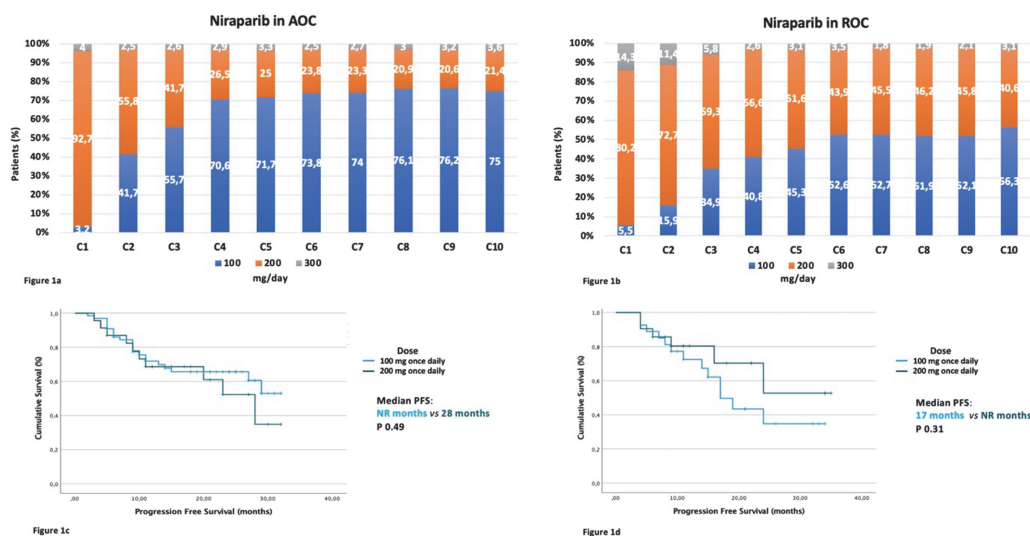 Niraparib in AOC
Patients (%)
100%
90%
80%
70%
60%
50%
40%
30%
20%
10%
0%
4 2,5 2,6 2,9 3,3 2,5 2,7 3 3,2 3,6
92,7 55,8 41,7 26,5 25 23,8 23,3 20,9 20,6 21,4
3,2 41,7 55,7 70,6 71,7 73,8 74 76,1 76,2 75
C1 C2 C3 C4 C5 C6 C7 C8 C9 C10
100 200 300
mg/day
Figure 1a
Niraparib in ROC
Patients (%)
100%
90%
80%
70%
60%
50%
40%
30%
20%
10%
0%
14,3 11,4 5,8 2,6 3,1 3,5 1,8 1,9 2,1 3,1
80,2 72,7 59,3 56,6 51,6 43,9 45,5 46,2 45,8 40,6
5,5 15,9 34,9 40,8 45,3 52,6 52,7 51,9 52,1 56,3
C1 C2 C3 C4 C5 C6 C7 C8 C9 C10
100 200 300
mg/day
Figure 1b
Cumulative Survival (%)
1,0
0,8
0,6
0,4
0,2
0,0
,00 10,00 20,00 30,00 40,00
Progression Free Survival (months)
Dose
100 mg once daily
200 mg once daily
Median PFS:
NR months vs 28 months
P 0.49
Figure 1c
Cumulative Survival (%)
1,0
0,8
0,6
0,4
0,2
0,0
,00 10,00 20,00 30,00 40,00
Progression Free Survival (months)
Dose
100 mg once daily
200 mg once daily
Median PFS:
17 months vs NR months
P 0.31
Figure 1d